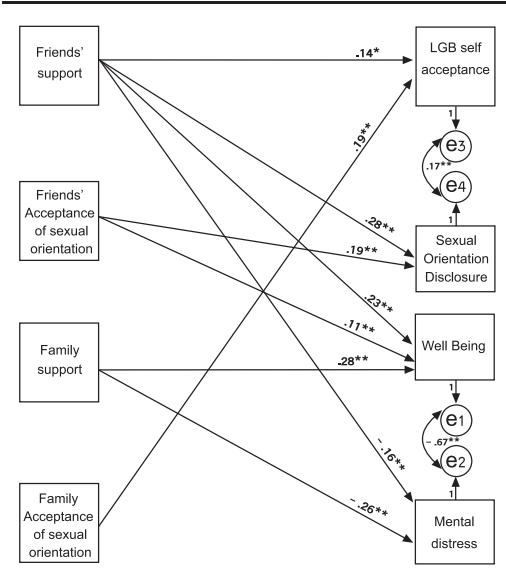 Friends'
support
.14*
LGB self
acceptance
1
e3
.19**
.17**
e4
1
Friends'
Acceptance
of sexual
orientation
.28**
.19**
Sexual
Orientation
Disclosure
.23**
.11**
Family
support
.28**
Well Being
1
e1
-.67**
e2
-.16**
1
-.26**
Family
Acceptance
of sexual
orientation
Mental
distress